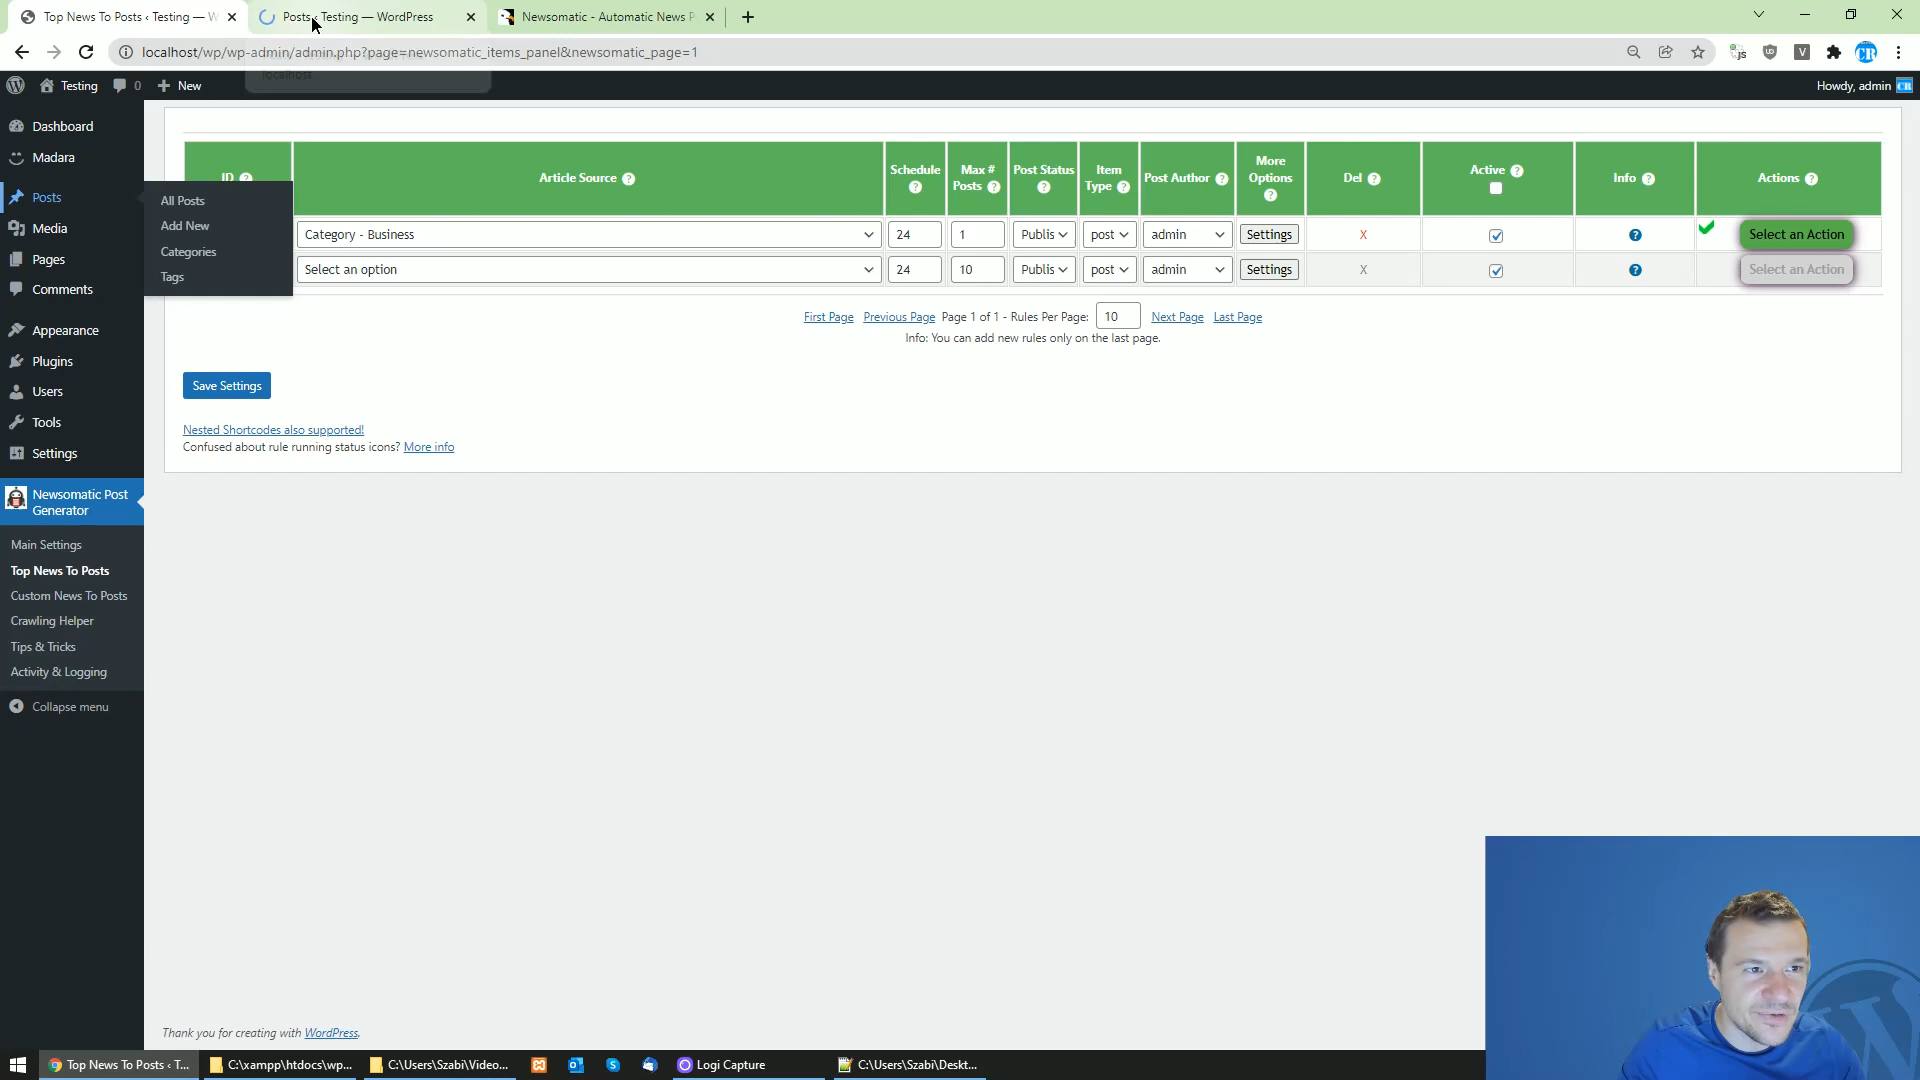 Top News To Posts ‹ Testing — W
Posts ‹ Testing — WordPress
Newsomatic - Automatic News P
localhost/wp/wp-admin/admin.php?page=newsomatic_items_panel&newsomatic_page=1
localhost
Testing
0
New
Howdy, admin
Dashboard
Madara
Posts
Media
Pages
Comments
Appearance
Plugins
Users
Tools
Settings
Newsomatic Post
Generator
Main Settings
Top News To Posts
Custom News To Posts
Crawling Helper
Tips & Tricks
Activity & Logging
Collapse menu
All Posts
Add New
Categories
Tags
ID
Article Source
Schedule
Max #
Posts
Post Status
Item
Type
Post Author
More
Options
Del
Active
Info
Actions
Category - Business
24
1
Publis
post
admin
Settings
X
Select an Action
Select an option
24
10
Publis
post
admin
Settings
X
Select an Action
First Page Previous Page Page 1 of 1 - Rules Per Page: 10 Next Page Last Page
Info: You can add new rules only on the last page.
Save Settings
Nested Shortcodes also supported!
Confused about rule running status icons? More info
Thank you for creating with WordPress.
Top News To Posts ‹ T...
C:\xampp\htdocs\wp...
C:\Users\Szabi\Video...
Logi Capture
C:\Users\Szabi\Deskt...